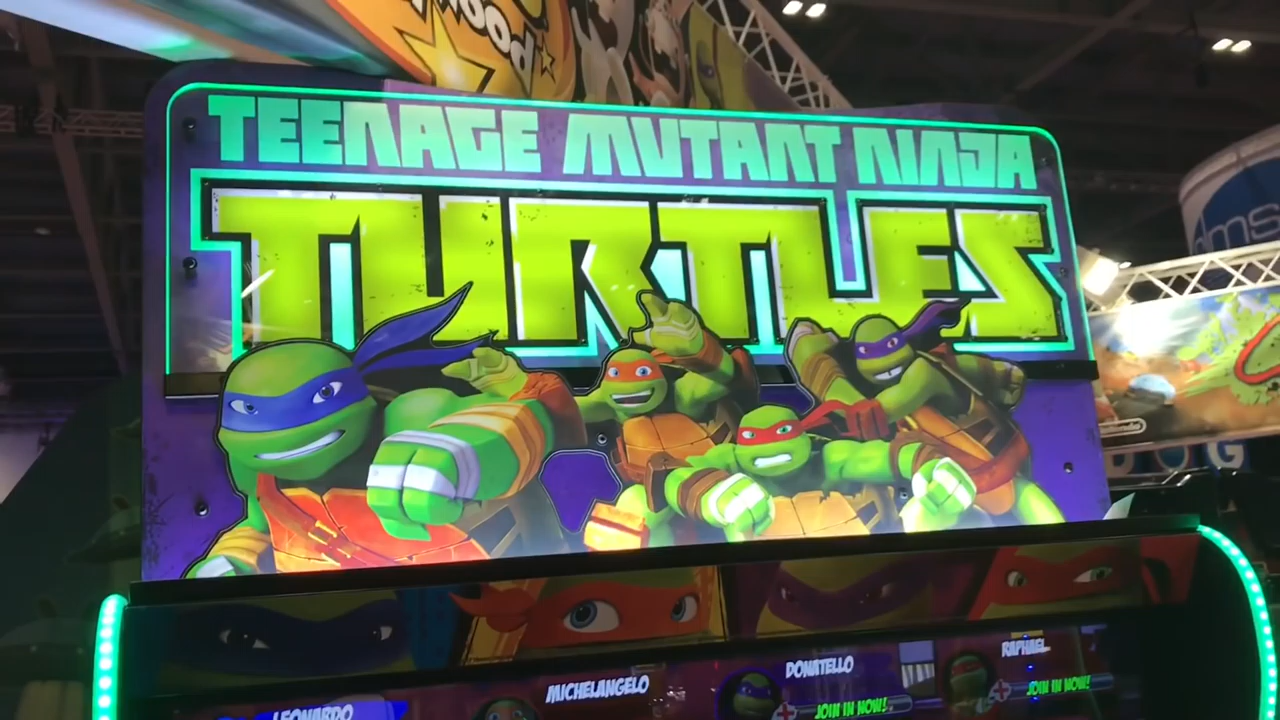 TEENAGE MUTANT NINJA
TURTLES
LEONARDO
MICHELANGELO
DONATELLO
JOIN IN NOW!
RAPHAEL
JOIN IN NOW!